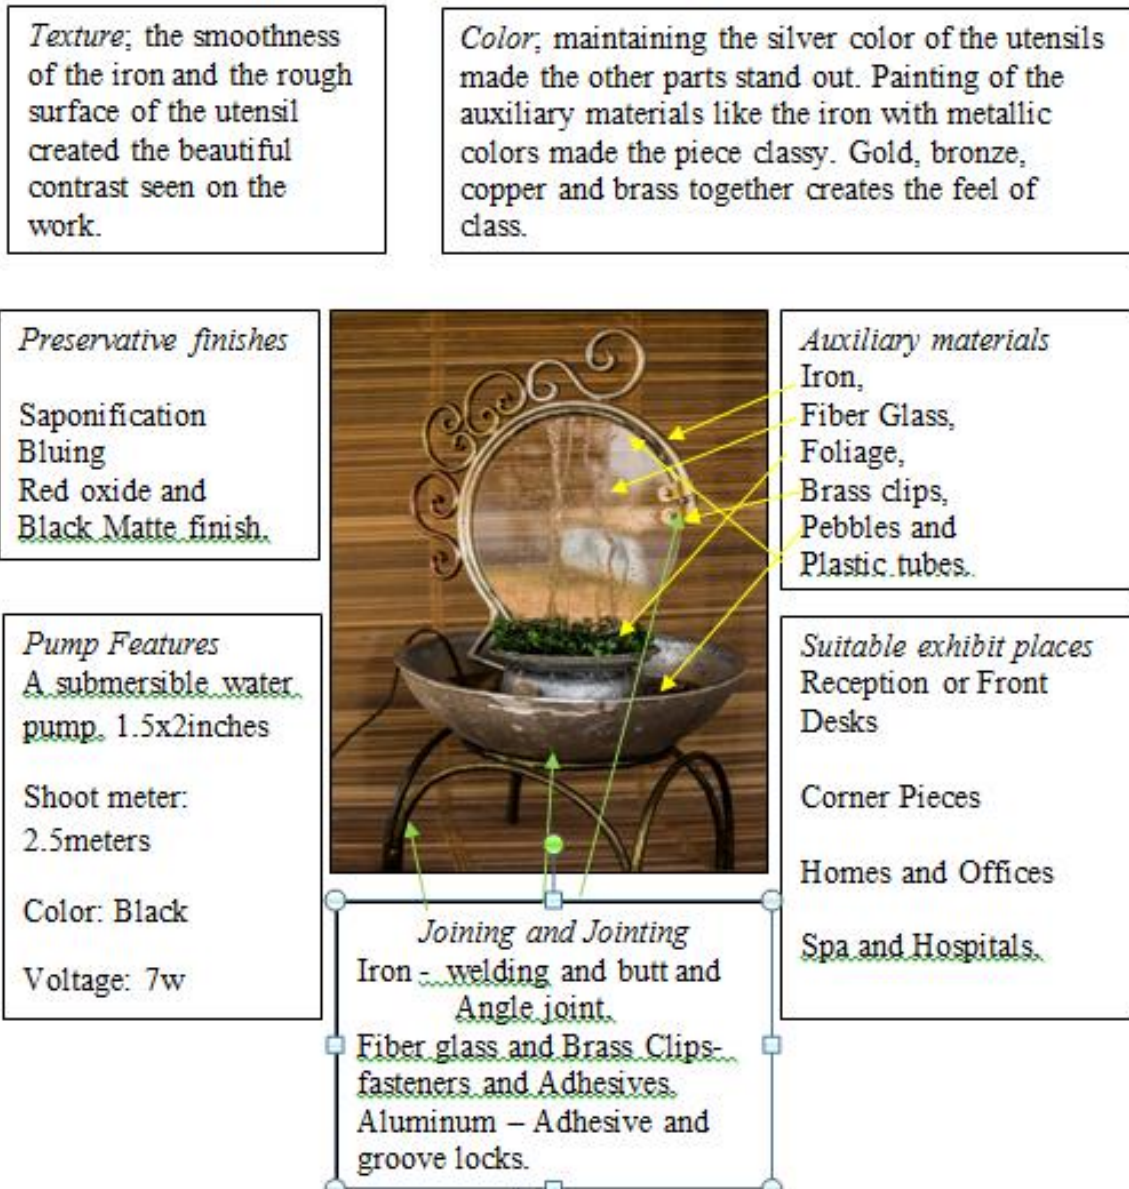 Texture; the smoothness
of the iron and the rough
surface of the utensil
created the beautiful
contrast seen on the
work.
Color; maintaining the silver color of the utensils
made the other parts stand out. Painting of the
auxiliary materials like the iron with metallic
colors made the piece classy. Gold, bronze,
copper and brass together creates the feel of
class.
Preservative finishes
Saponification
Bluing
Red oxide and
Black Matte finish.
Auxiliary materials
Iron,
Fiber Glass,
Foliage,
Brass clips,
Pebbles and
Plastic tubes.
Pump Features
A submersible water
pump. 1.5x2inches
Shoot meter:
2.5meters
Color: Black
Voltage: 7w
Suitable exhibit places
Reception or Front
Desks
Corner Pieces
Homes and Offices
Spa and Hospitals.
Joining and Jointing
Iron - welding and butt and
Angle joint.
Fiber glass and Brass Clips-
fasteners and Adhesives.
Aluminum – Adhesive and
groove locks.